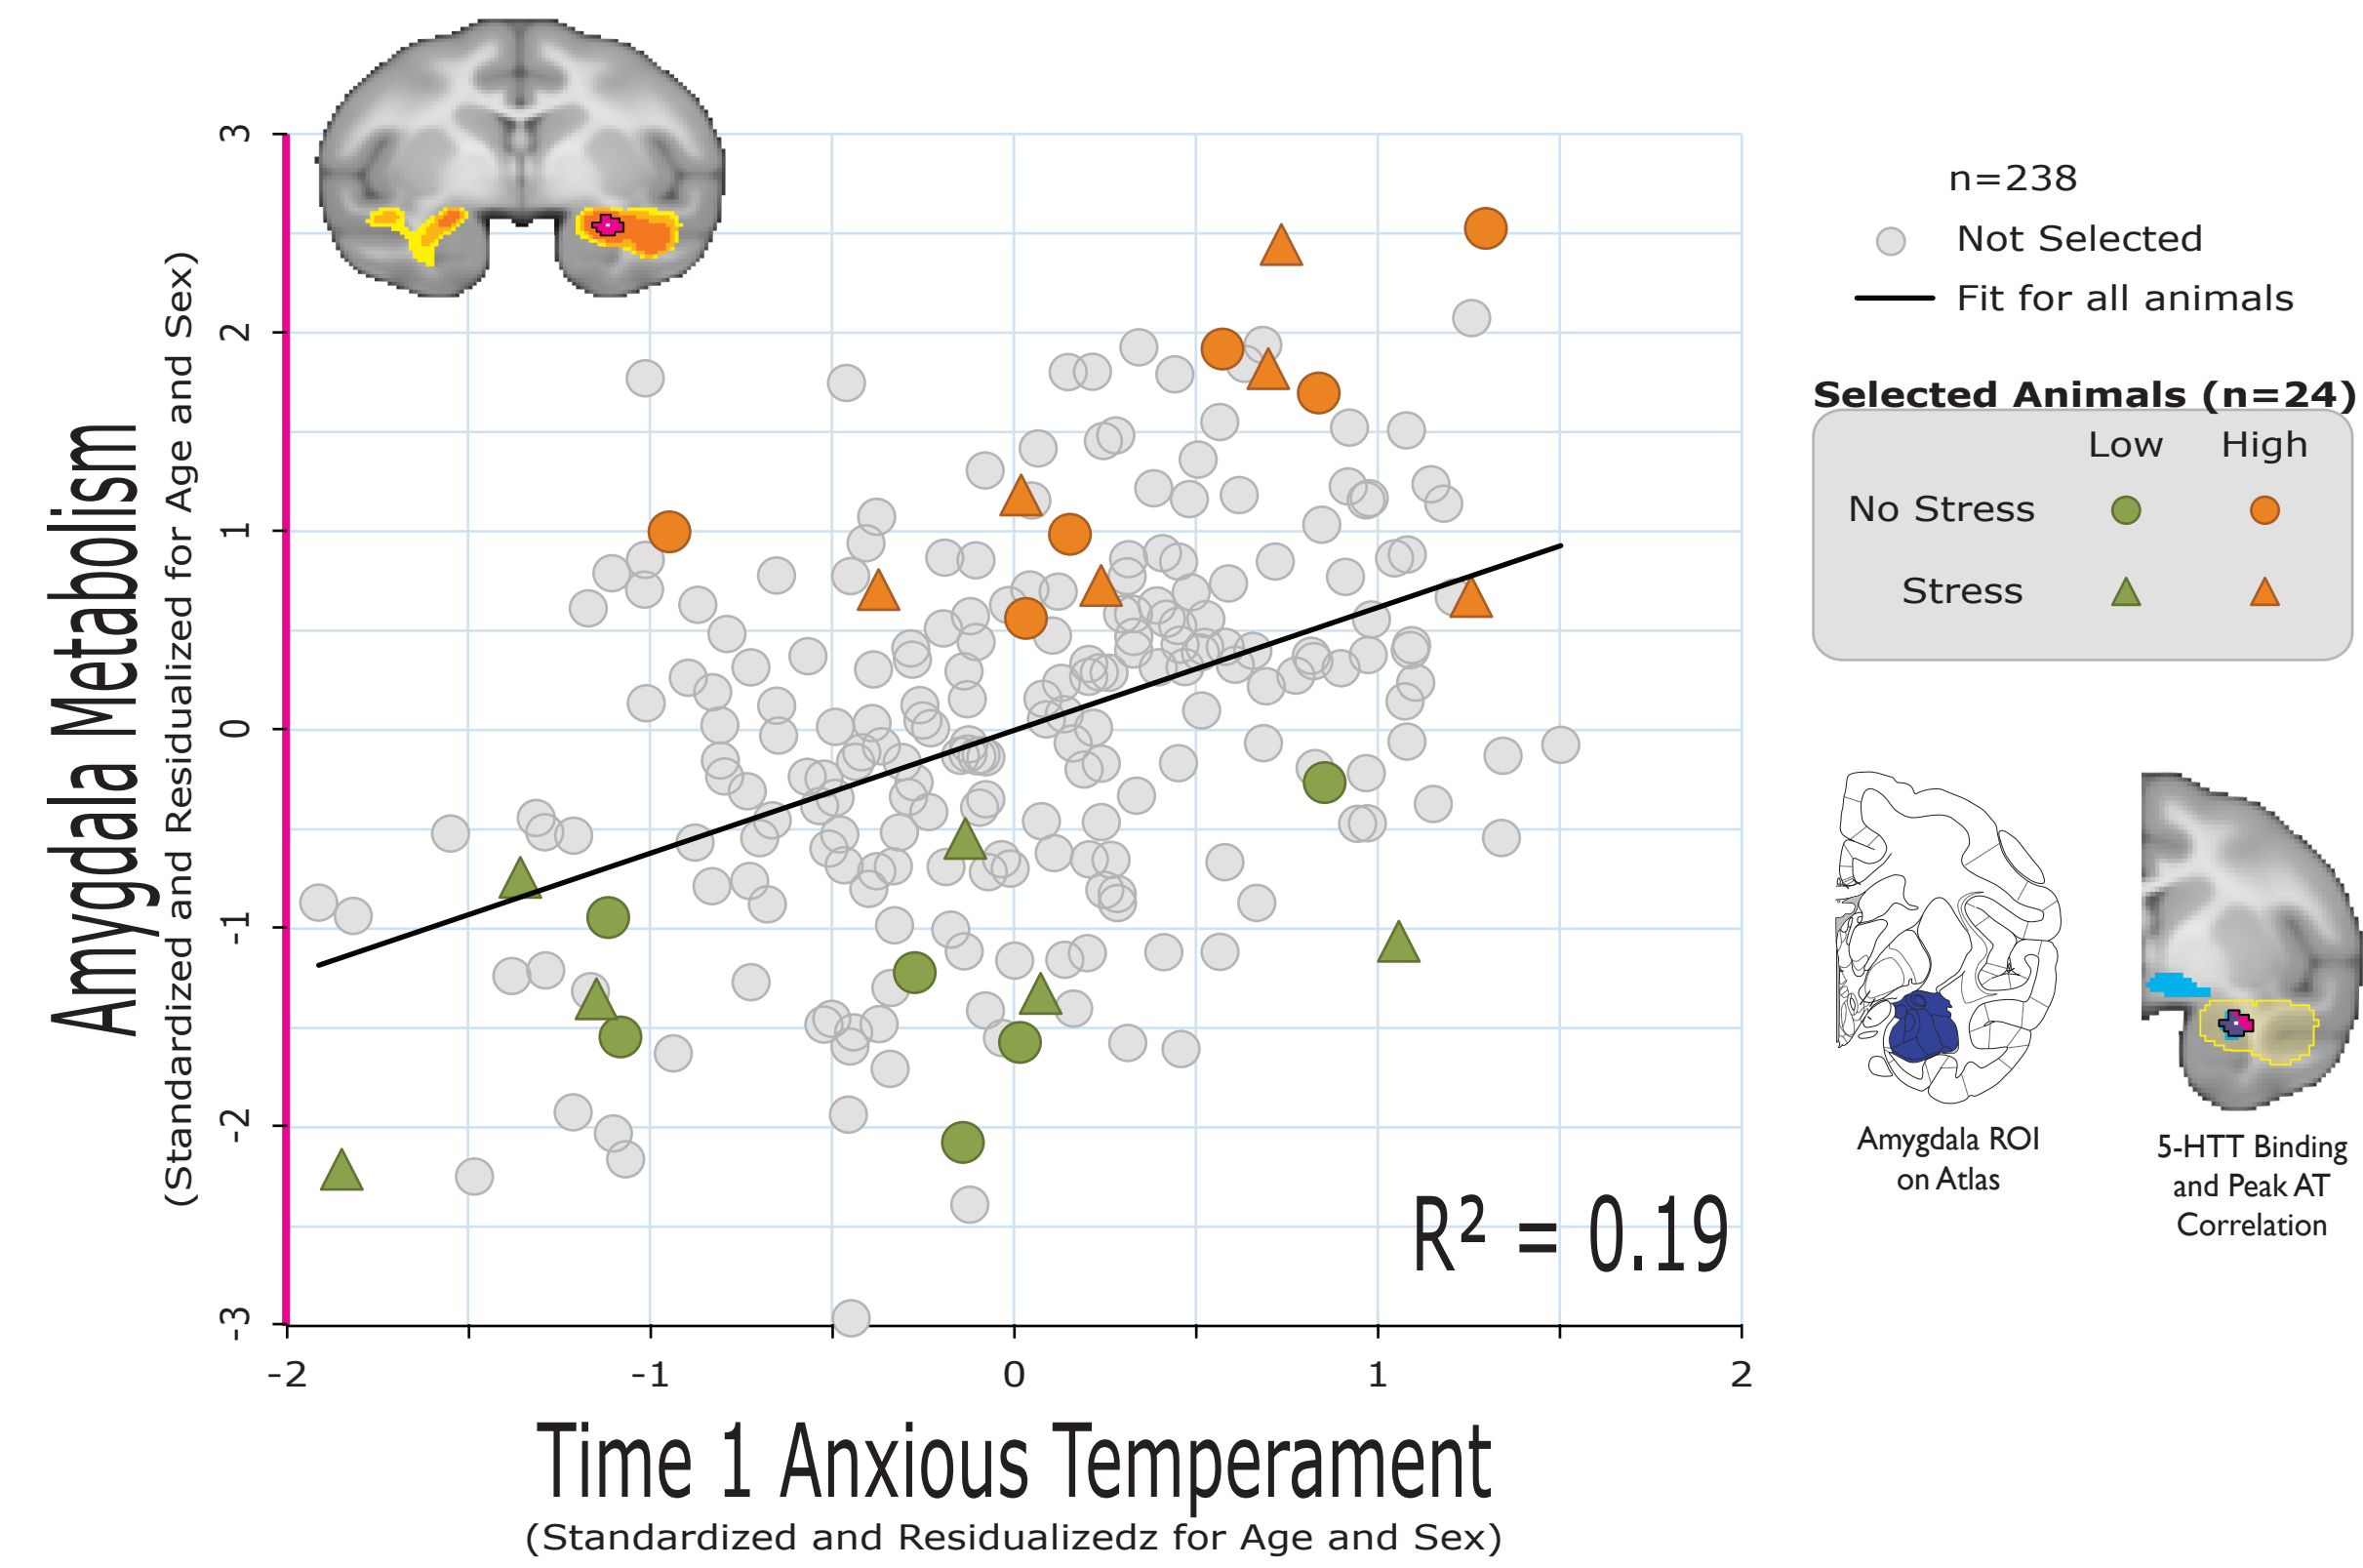 3
2
1
0
-1
-2
-3
Amygdala Metabolism
(Standardized and Residualized for Age and Sex)
R² = 0.19
-2 -1 0 1 2
Time 1 Anxious Temperament
(Standardized and Residualizedz for Age and Sex)
n=238
Not Selected
Fit for all animals
Selected Animals (n=24)
Low High
No Stress
Stress
Amygdala ROI
on Atlas
5-HTT Binding
and Peak AT
Correlation